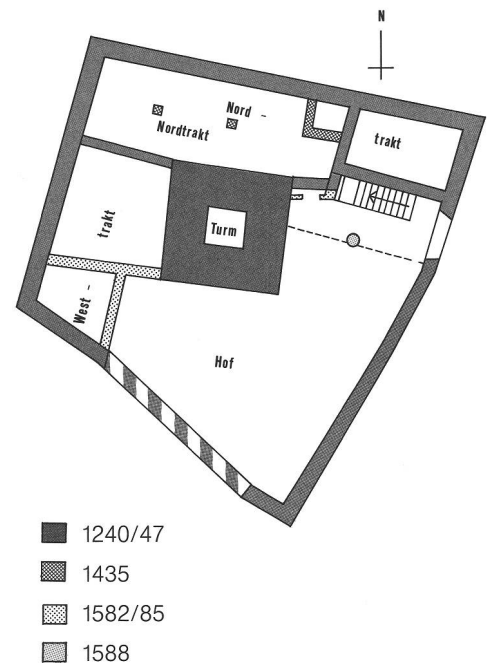 N
Nord -
Nordtrakt
trakt
trakt
Turm
West -
Hof
1240/47
1435
1582/85
1588